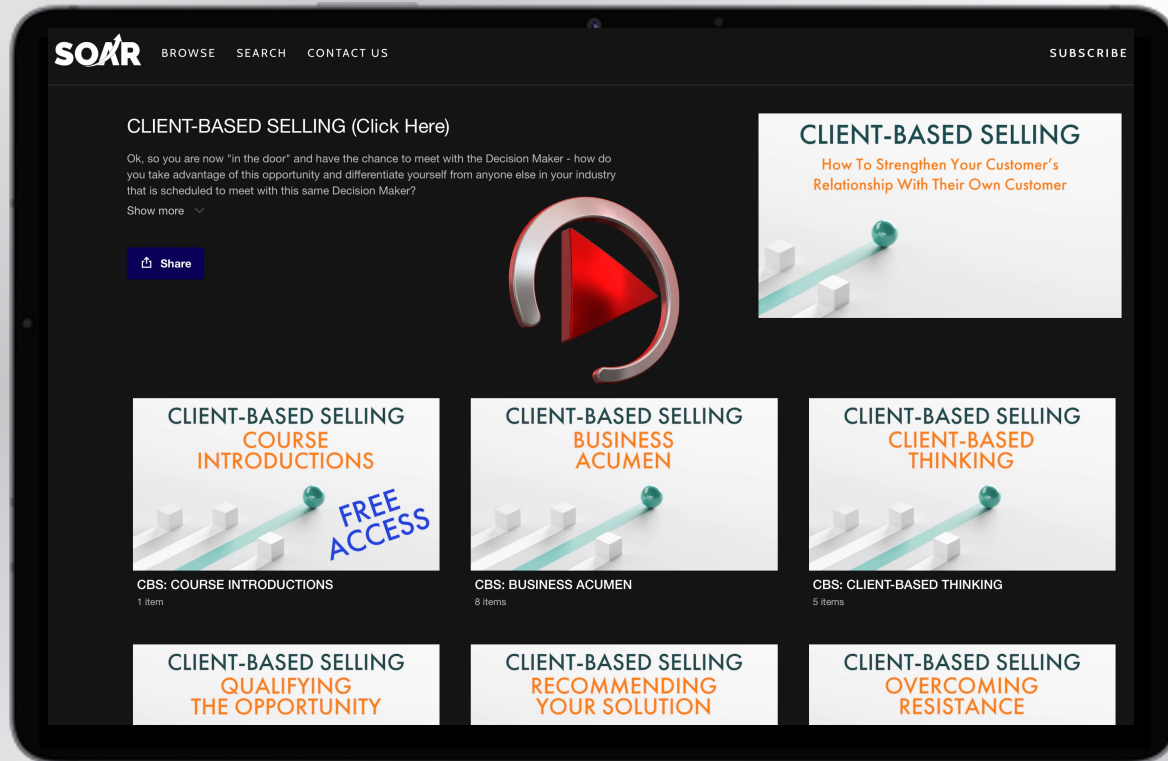 SOAR
BROWSE SEARCH CONTACT US
SUBSCRIBE
CLIENT-BASED SELLING (Click Here)
Ok, so you are now "in the door" and have the chance to meet with the Decision Maker - how do
you take advantage of this opportunity and differentiate yourself from anyone else in your industry
that is scheduled to meet with this same Decision Maker?
Show more
Share
CLIENT-BASED SELLING
How To Strengthen Your Customer's
Relationship With Their Own Customer
CLIENT-BASED SELLING
COURSE
INTRODUCTIONS
FREE
ACCESS
CBS: COURSE INTRODUCTIONS
1 item
CLIENT-BASED SELLING
BUSINESS
ACUMEN
CBS: BUSINESS ACUMEN
8 items
CLIENT-BASED SELLING
CLIENT-BASED
THINKING
CBS: CLIENT-BASED THINKING
5 items
CLIENT-BASED SELLING
QUALIFYING
THE OPPORTUNITY
CLIENT-BASED SELLING
RECOMMENDING
YOUR SOLUTION
CLIENT-BASED SELLING
OVERCOMING
RESISTANCE